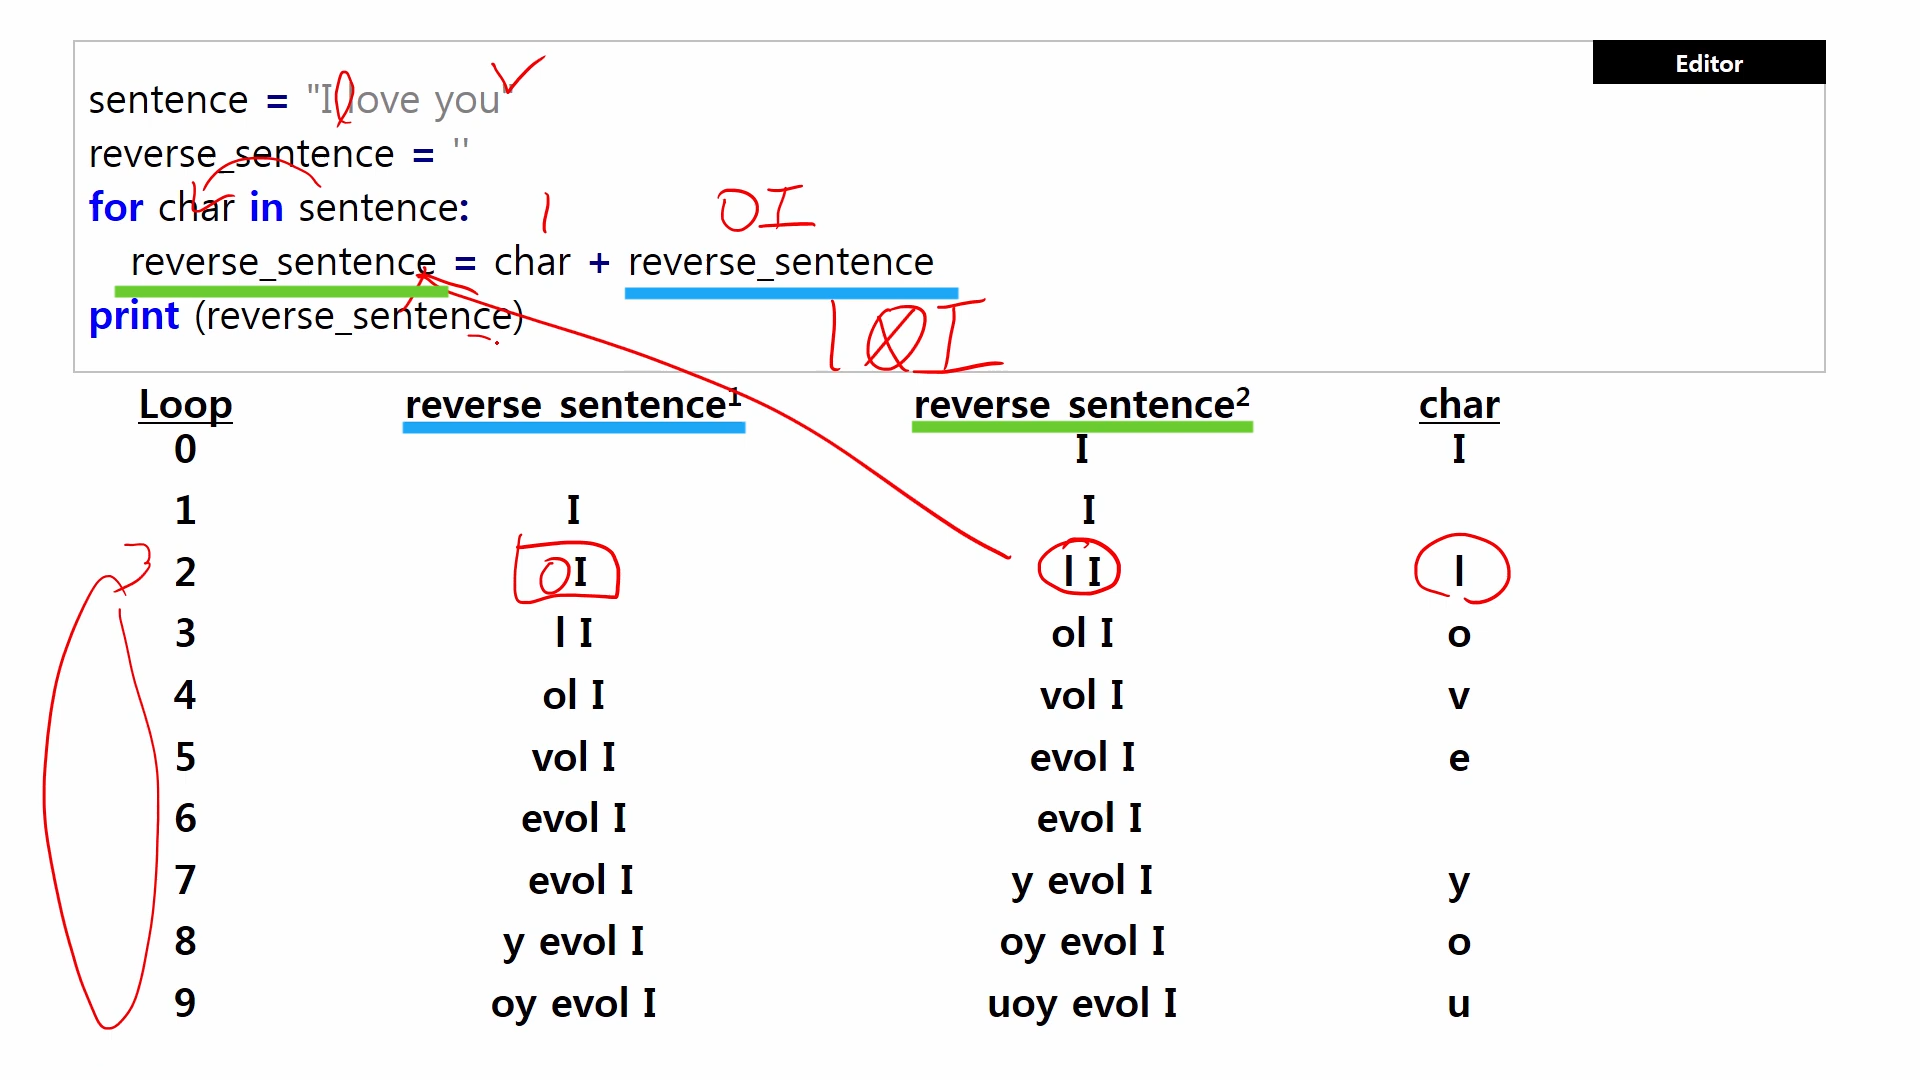 Editor
sentence = "I love you"
reverse_sentence = ''
for char in sentence:
l OI
reverse_sentence = char + reverse_sentence
print (reverse_sentence)
Loop reverse_sentence1 reverse_sentence2 char
0 I I
1 I I
2 I l I l
3 l I ol I o
4 ol I vol I v
5 vol I evol I e
6 evol I evol I
7 evol I y evol I y
8 y evol I oy evol I o
9 oy evol I uoy evol I u